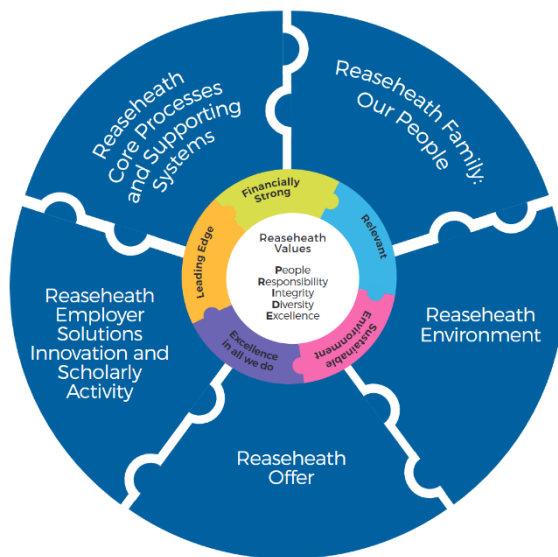 Reaseheath
Core Processes
and Supporting
Systems
Reaseheath Family:
Our People
Financially
Strong
Relevant
Leading Edge
Reaseheath
Values
People
Responsibility
Integrity
Diversity
Excellence
Sustainable
Environment
Excellence
in all we do
Reaseheath
Employer
Solutions
Innovation and
Scholarly
Activity
Reaseheath
Environment
Reaseheath
Offer